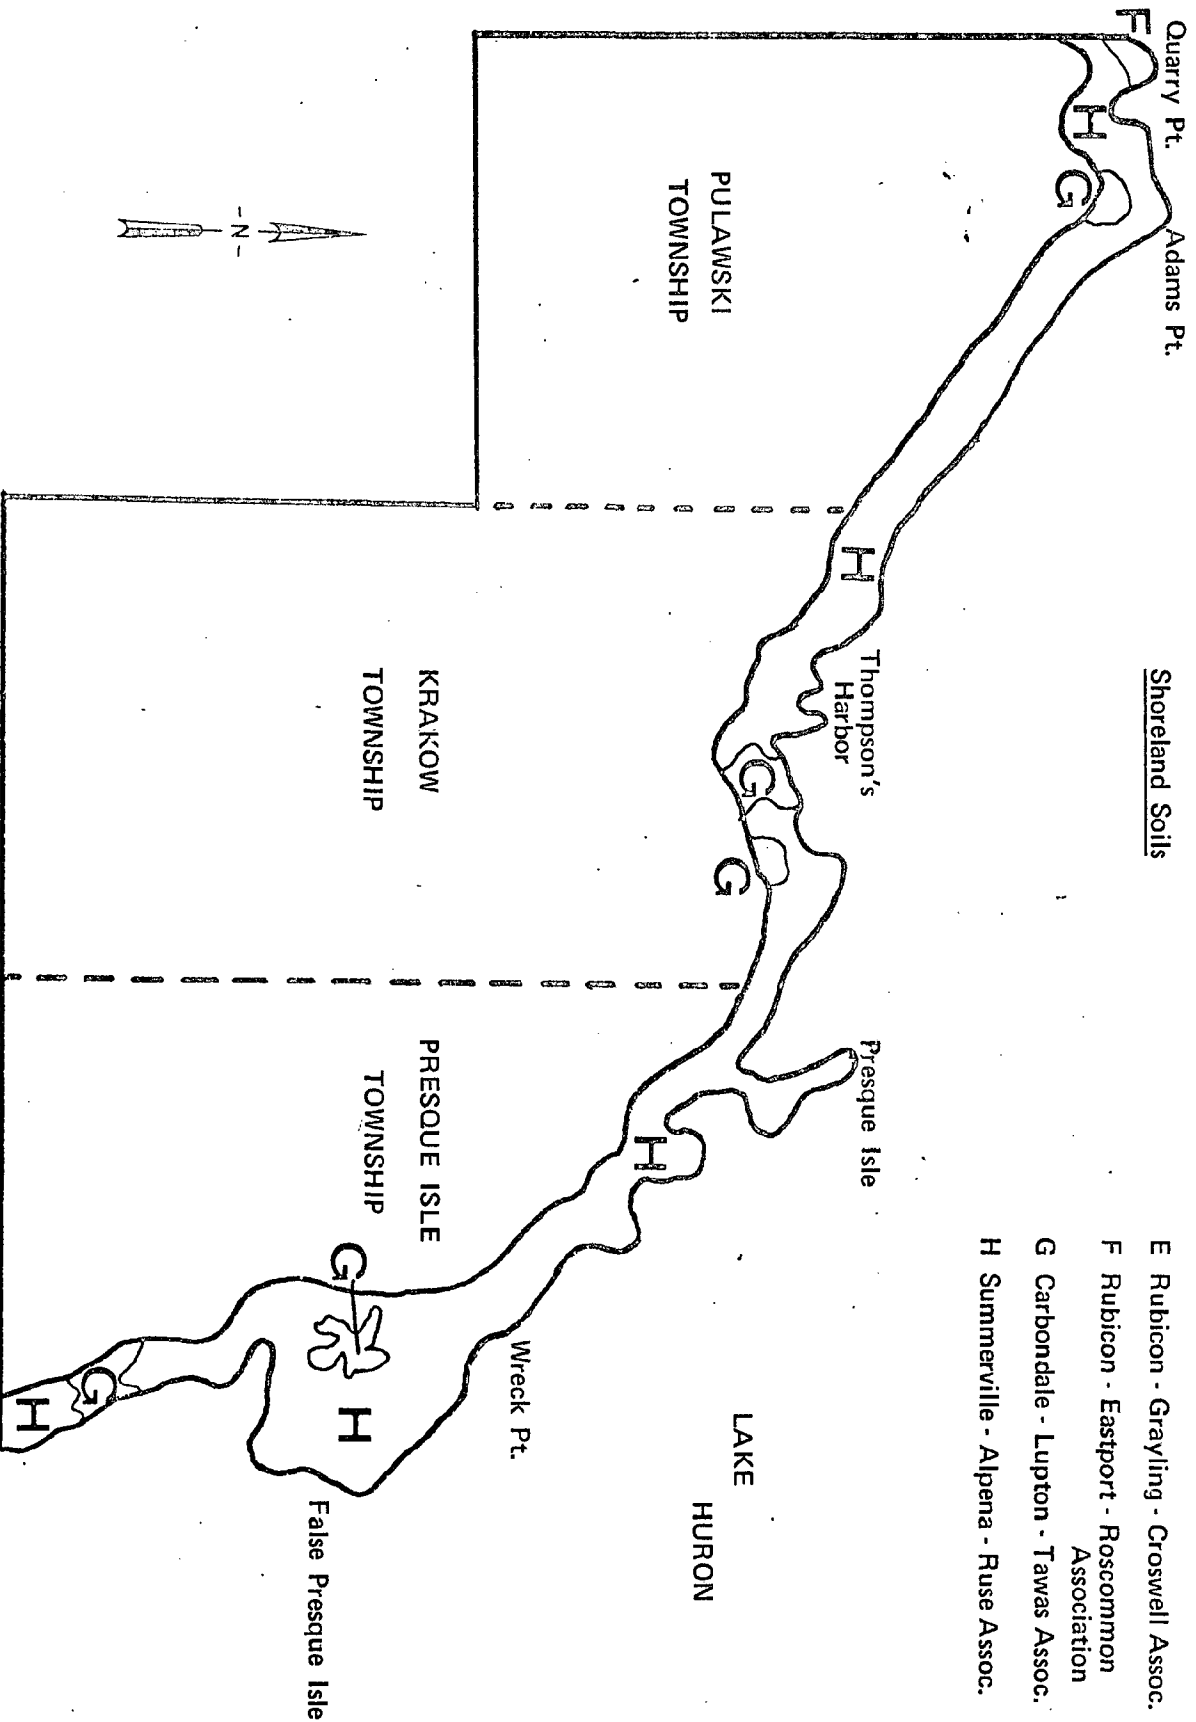 Shoreland Soils
E Rubicon - Grayling - Croswell Assoc.
F Rubicon - Eastport - Roscommon
Association
G Carbondale - Lupton - Tawas Assoc.
H Summerville - Alpena - Ruse Assoc.
Quarry Pt.
F
Adams Pt.
H
G
PULAWSKI
TOWNSHIP
H
Thompson's
Harbor
G
G
Presque Isle
KRAKOW
TOWNSHIP
H
LAKE
HURON
PRESQUE ISLE
TOWNSHIP
Wreck Pt.
G
H
False Presque Isle
G
H
- N -